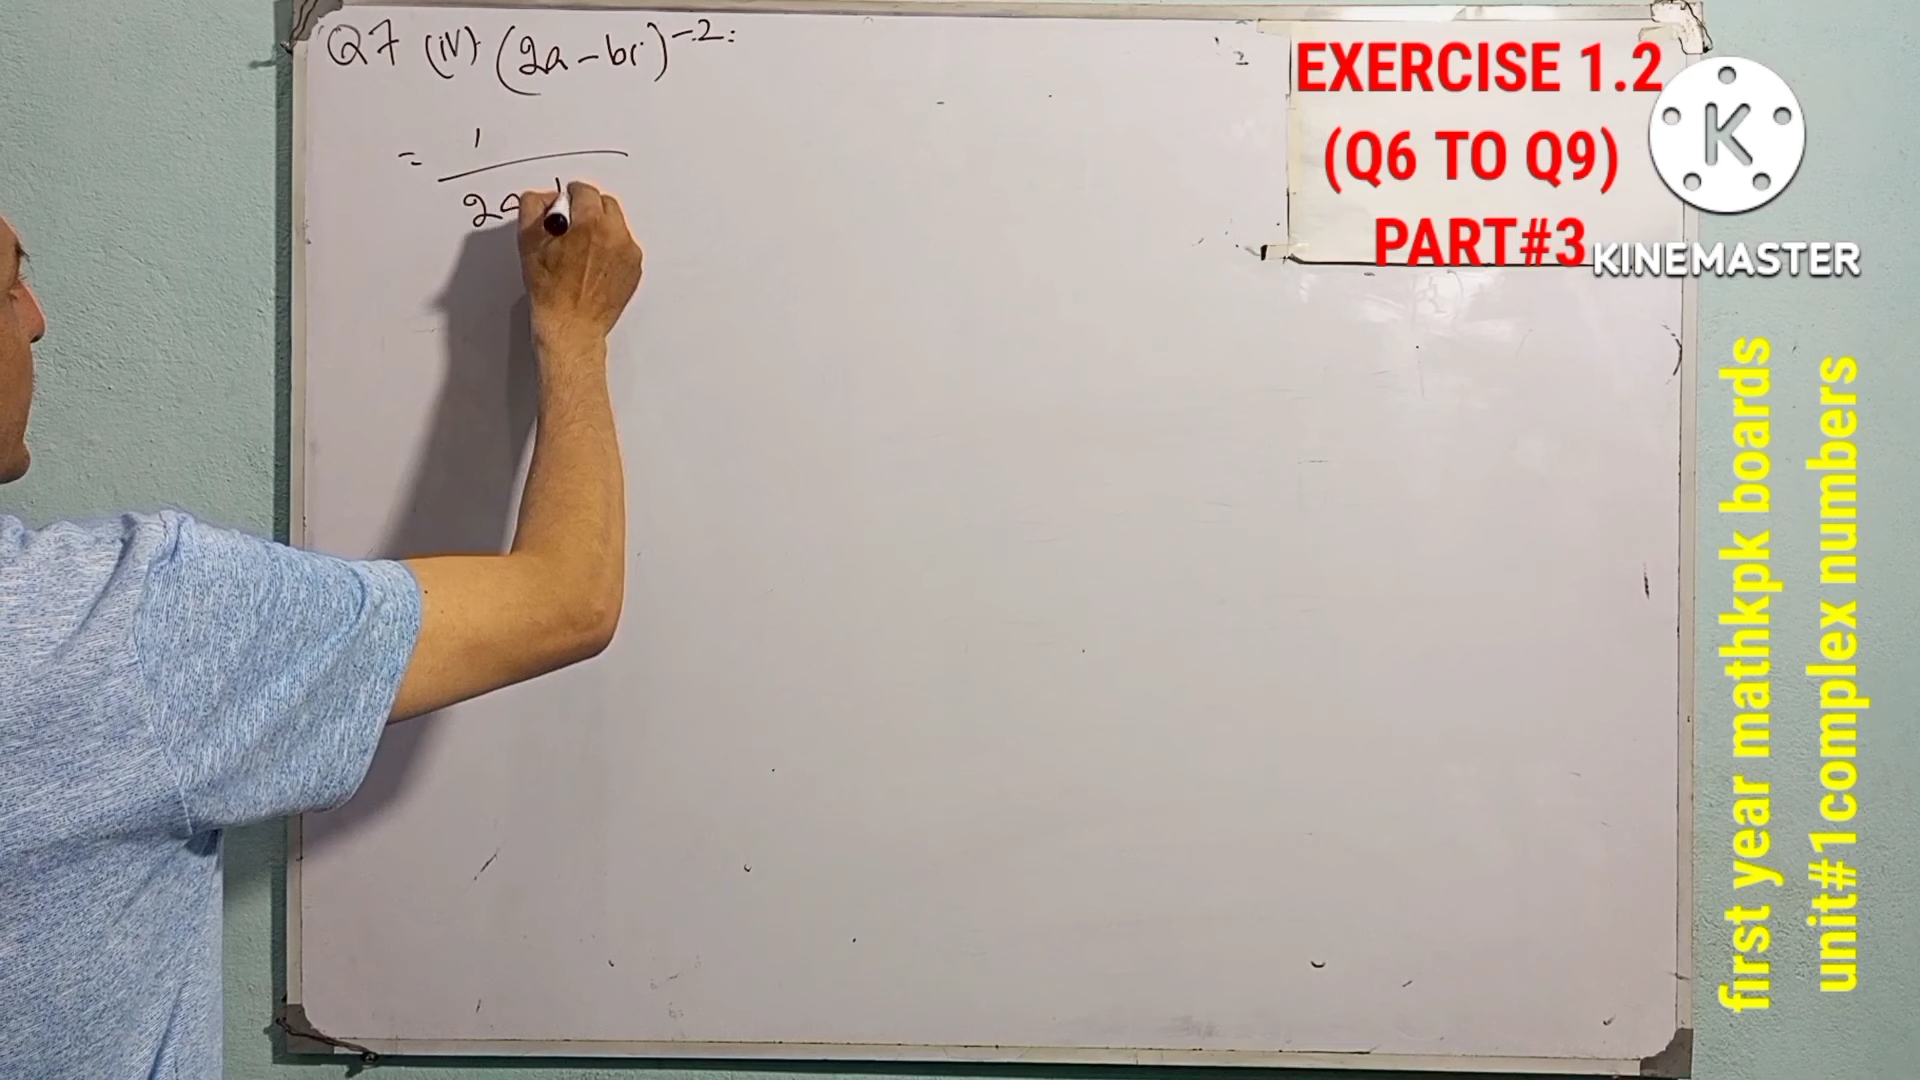 Q7 (iv) (2a-bi)^-2:
= 1
2a
EXERCISE 1.2
(Q6 TO Q9)
PART#3
K
KINEMASTER
first year mathkpk boards
unit#1complex numbers